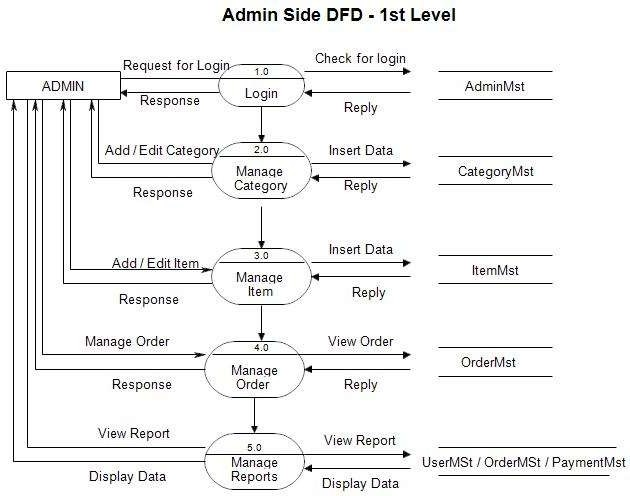 Admin Side DFD - 1st Level
Request for Login
1.0
Check for login
ADMIN
Login
AdminMst
Response
Reply
Add / Edit Category
2.0
Insert Data
Manage
Category
CategoryMst
Response
Reply
Add / Edit Item
3.0
Insert Data
Manage
Item
ItemMst
Response
Reply
Manage Order
4.0
View Order
Manage
Order
OrderMst
Response
Reply
View Report
5.0
View Report
Manage
Reports
UserMSt / OrderMSt / PaymentMst
Display Data
Display Data